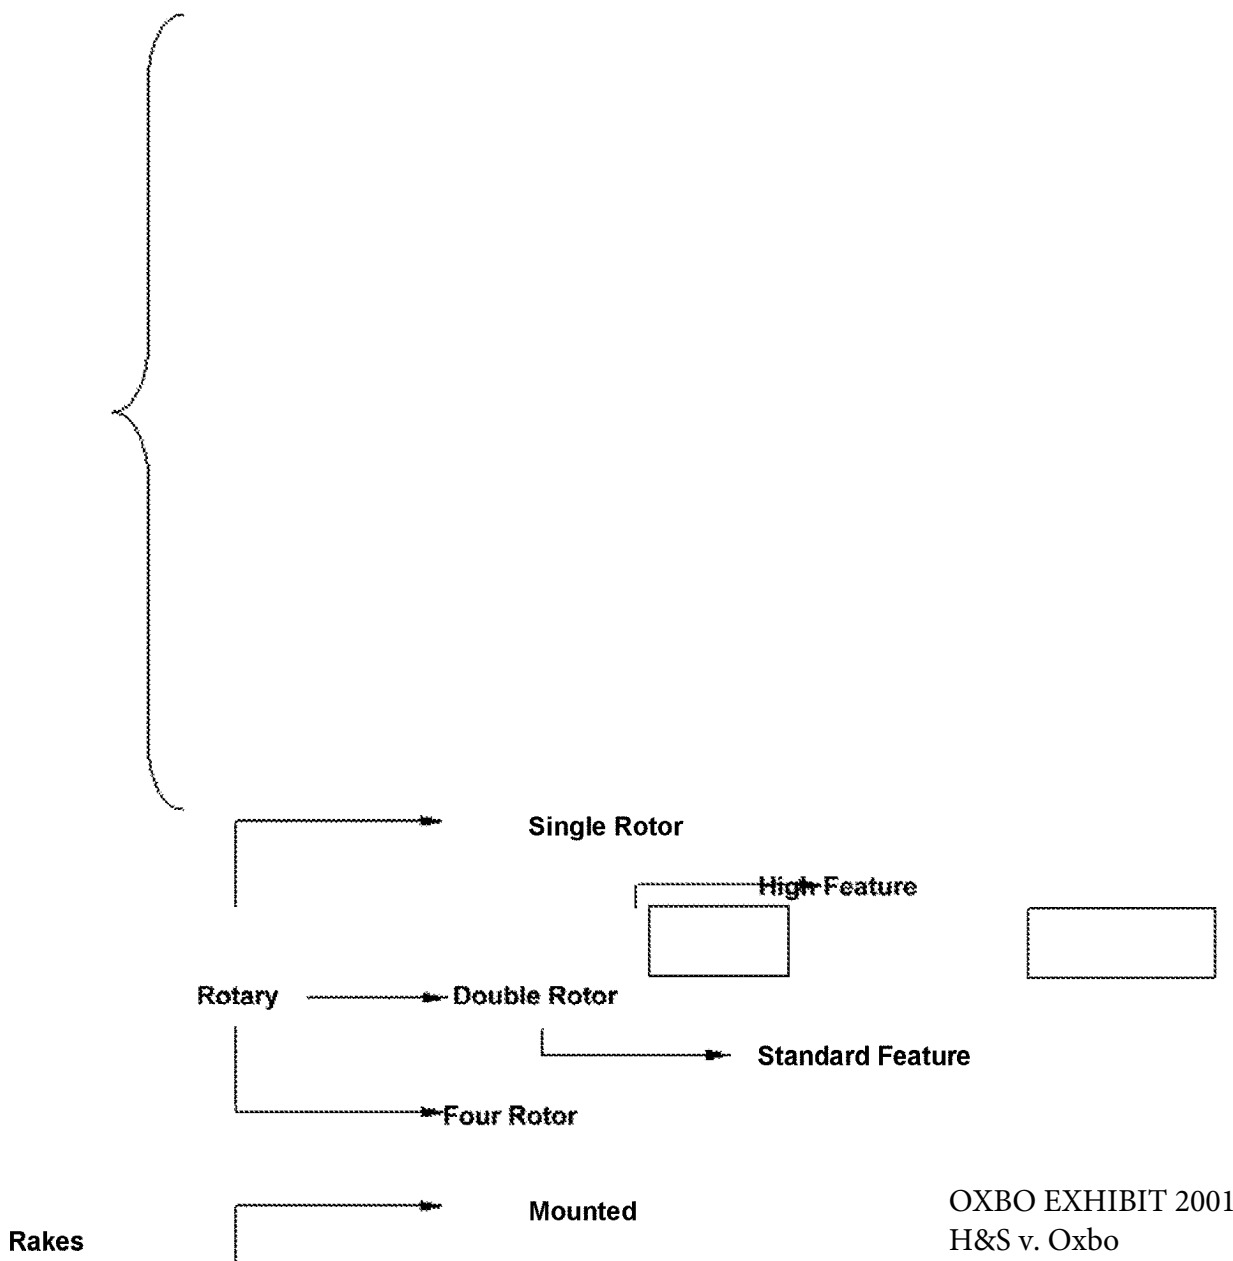 Single Rotor
High Feature
Rotary
Double Rotor
Standard Feature
Four Rotor
Mounted
Rakes
OXBO EXHIBIT 2001
H&S v. Oxbo